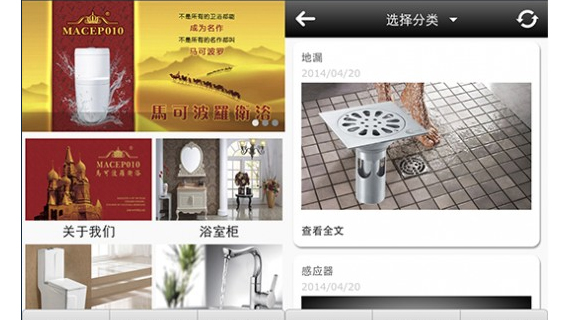 MACEPO10
不是所有的卫浴都能
成为名作
不是所有的名作都叫
马可波罗
馬可波羅衛浴
MACEPO10
馬可波羅衛浴
关于我们
浴室柜
选择分类
地漏
2014/04/20
查看全文
感应器
2014/04/20